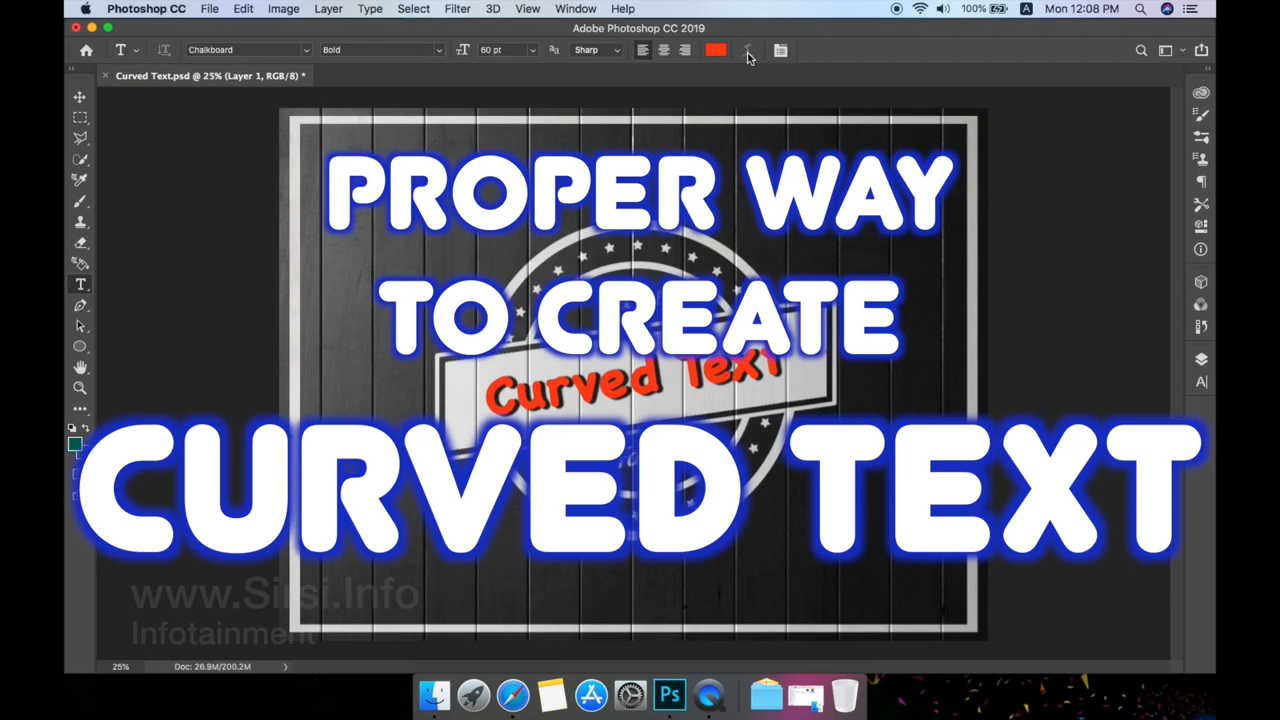 Photoshop CC File Edit Image Layer Type Select Filter 3D View Window Help 100% A Mon 12:08 PM
Adobe Photoshop CC 2019
T Chalkboard Bold 60 pt Sharp
× Curved Text.psd @ 25% (Layer 1, RGB/8) *
PROPER WAY
TO CREATE
Curved Text
CURVED TEXT
www.Sirsi.Info
Infotainment
25% Doc: 26.9M/200.2M
Ps